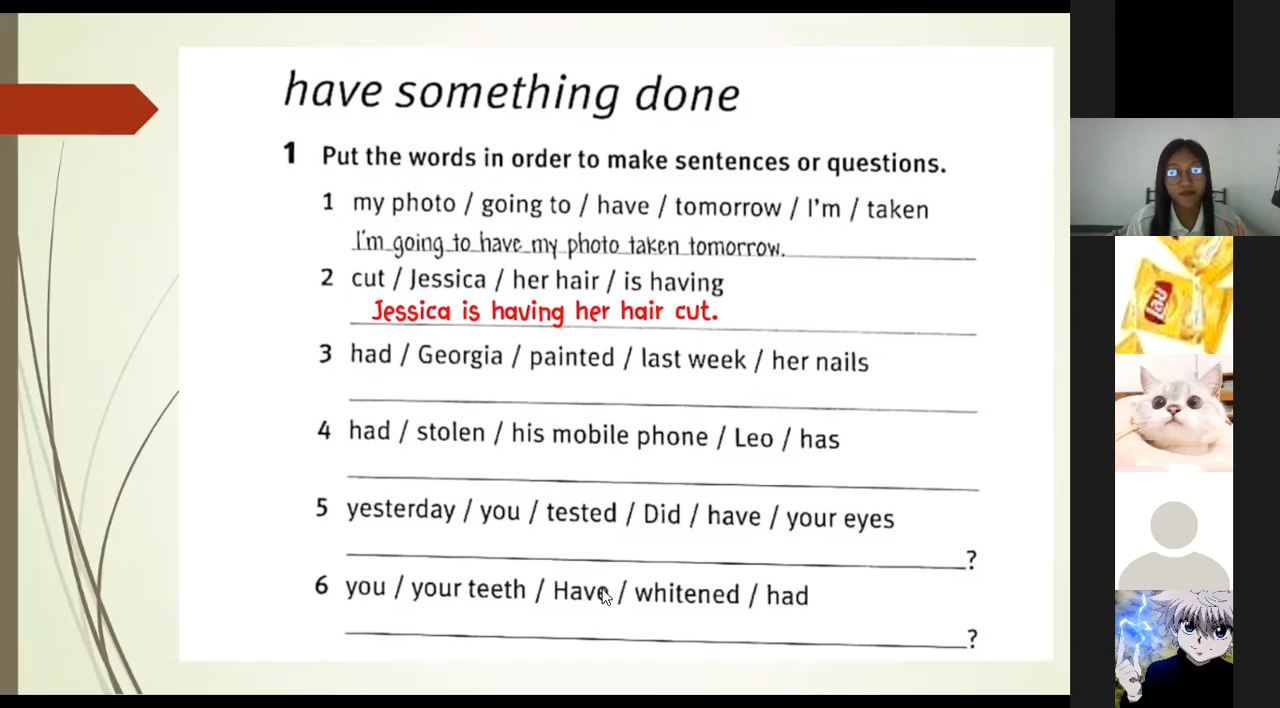 have something done
1 Put the words in order to make sentences or questions.
1 my photo / going to / have / tomorrow / I'm / taken
I'm going to have my photo taken tomorrow.
2 cut / Jessica / her hair / is having
Jessica is having her hair cut.
3 had / Georgia / painted / last week / her nails
4 had / stolen / his mobile phone / Leo / has
5 yesterday / you / tested / Did / have / your eyes
?
6 you / your teeth / Have / whitened / had
?